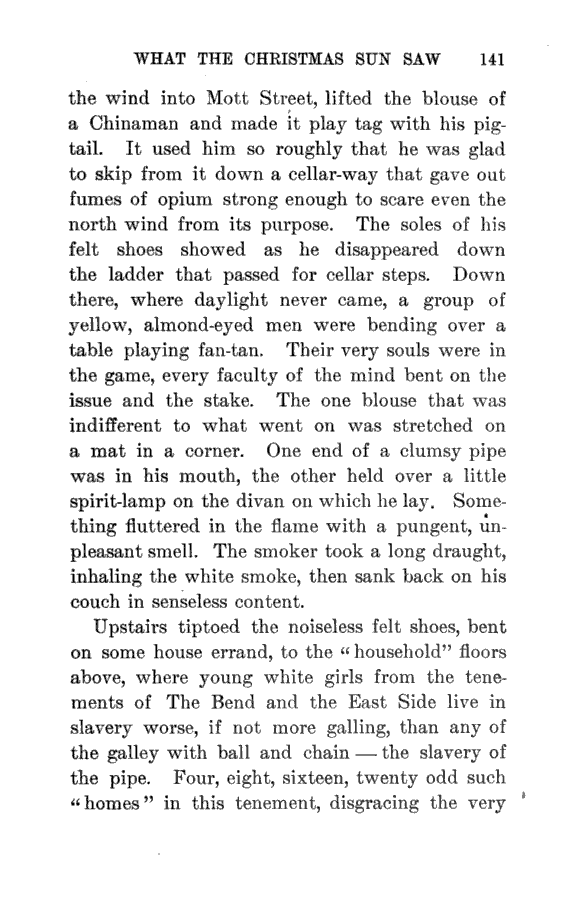 WHAT THE CHRISTMAS SUN SAW 141
the wind into Mott Street, lifted the blouse of
a Chinaman and made it play tag with his pig-
tail. It used him so roughly that he was glad
to skip from it down a cellar-way that gave out
fumes of opium strong enough to scare even the
north wind from its purpose. The soles of his
felt shoes showed as he disappeared down
the ladder that passed for cellar steps. Down
there, where daylight never came, a group of
yellow, almond-eyed men were bending over a
table playing fan-tan. Their very souls were in
the game, every faculty of the mind bent on the
issue and the stake. The one blouse that was
indifferent to what went on was stretched on
a mat in a corner. One end of a clumsy pipe
was in his mouth, the other held over a little
spirit-lamp on the divan on which he lay. Some-
thing fluttered in the flame with a pungent, un-
pleasant smell. The smoker took a long draught,
inhaling the white smoke, then sank back on his
couch in senseless content.
Upstairs tiptoed the noiseless felt shoes, bent
on some house errand, to the “household” floors
above, where young white girls from the tene-
ments of The Bend and the East Side live in
slavery worse, if not more galling, than any of
the galley with ball and chain — the slavery of
the pipe. Four, eight, sixteen, twenty odd such
“homes” in this tenement, disgracing the very